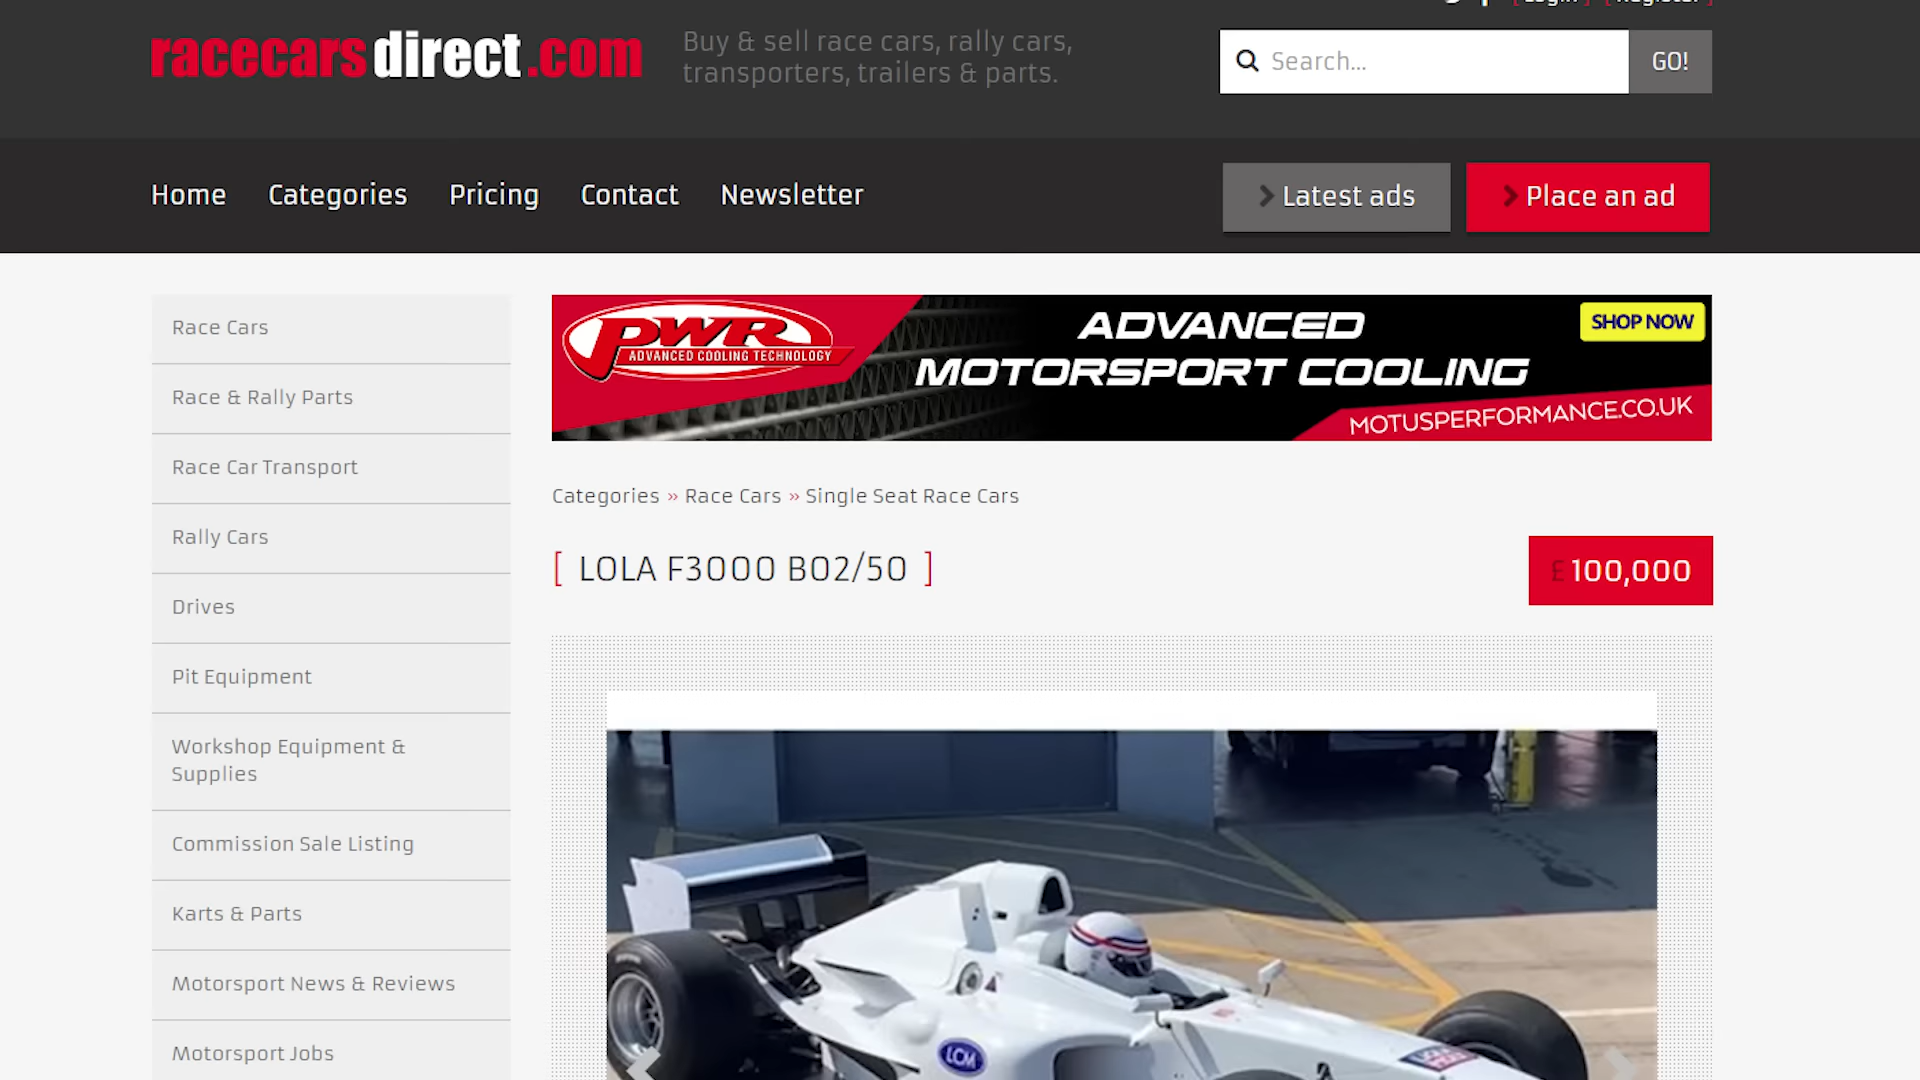 [ Login ] [ Register ]
racecarsdirect.com
Buy & sell race cars, rally cars,
transporters, trailers & parts.
Search...
GO!
Home Categories Pricing Contact Newsletter
Latest ads
Place an ad
Race Cars
Race & Rally Parts
Race Car Transport
Rally Cars
Drives
Pit Equipment
Workshop Equipment &
Supplies
Commission Sale Listing
Karts & Parts
Motorsport News & Reviews
Motorsport Jobs
PWR
ADVANCED COOLING TECHNOLOGY
ADVANCED
MOTORSPORT COOLING
SHOP NOW
MOTUSPERFORMANCE.CO.UK
Categories » Race Cars » Single Seat Race Cars
[ LOLA F3000 B02/50 ]
£ 100,000
LCM